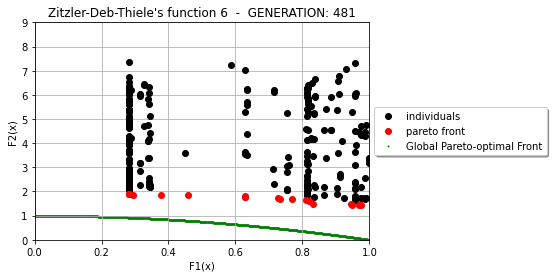 Zitzler-Deb-Thiele's function 6 - GENERATION: 481
9
8
7
6
5
4
3
2
1
0
F2(x)
0.0 0.2 0.4 0.6 0.8 1.0
F1(x)
individuals
pareto front
Global Pareto-optimal Front